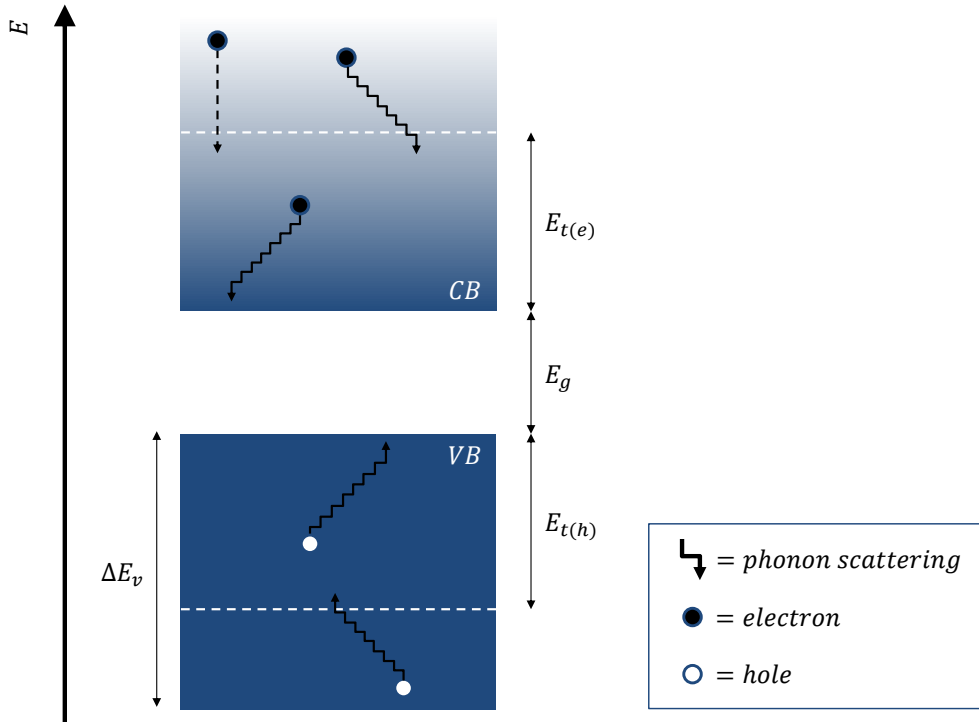 E
CB
E_{t(e)}
E_g
VB
E_{t(h)}
ΔE_v
= phonon scattering
= electron
= hole